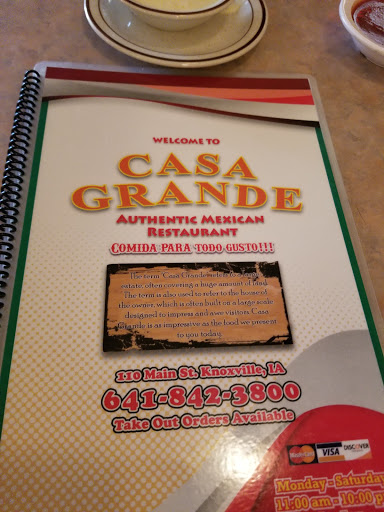 WELCOME TO
CASA
GRANDE
AUTHENTIC MEXICAN
RESTAURANT
COMIDA PARA TODO GUSTO!!!
The term Casa Grande refers to a large
estate, often covering a huge amount of land.
The term is also used to refer to the house of
the owner, which is often built on a large scale
designed to impress and awe visitors. Casa
Grande is as impressive as the food we present
to you today.
110 Main St. Knoxville, IA
641-842-3800
Take Out Orders Available
MasterCard VISA DISCOVER
Monday - Saturday
11:00 am - 10:00 p